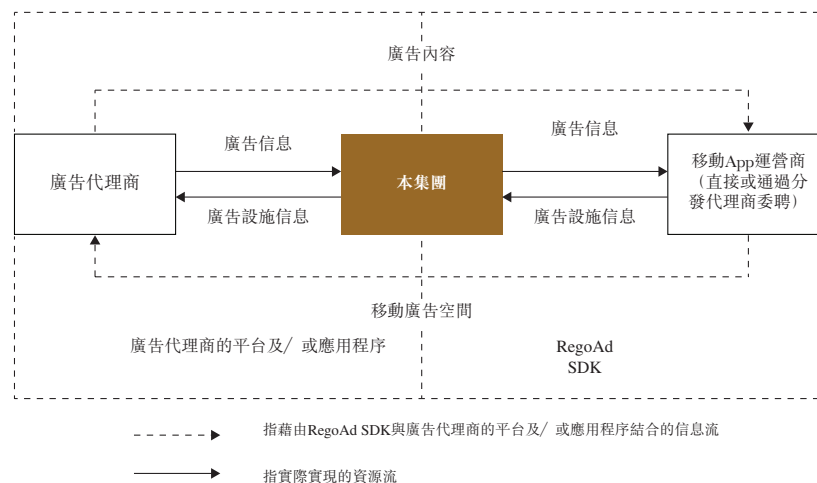 廣告內容
廣告信息
廣告信息
廣告代理商
本集團
移動App運營商
（直接或通過分
發代理商委聘）
廣告設施信息
廣告設施信息
移動廣告空間
廣告代理商的平台及/ 或應用程序
RegoAd
SDK
指藉由RegoAd SDK與廣告代理商的平台及/ 或應用程序結合的信息流
指實際實現的資源流